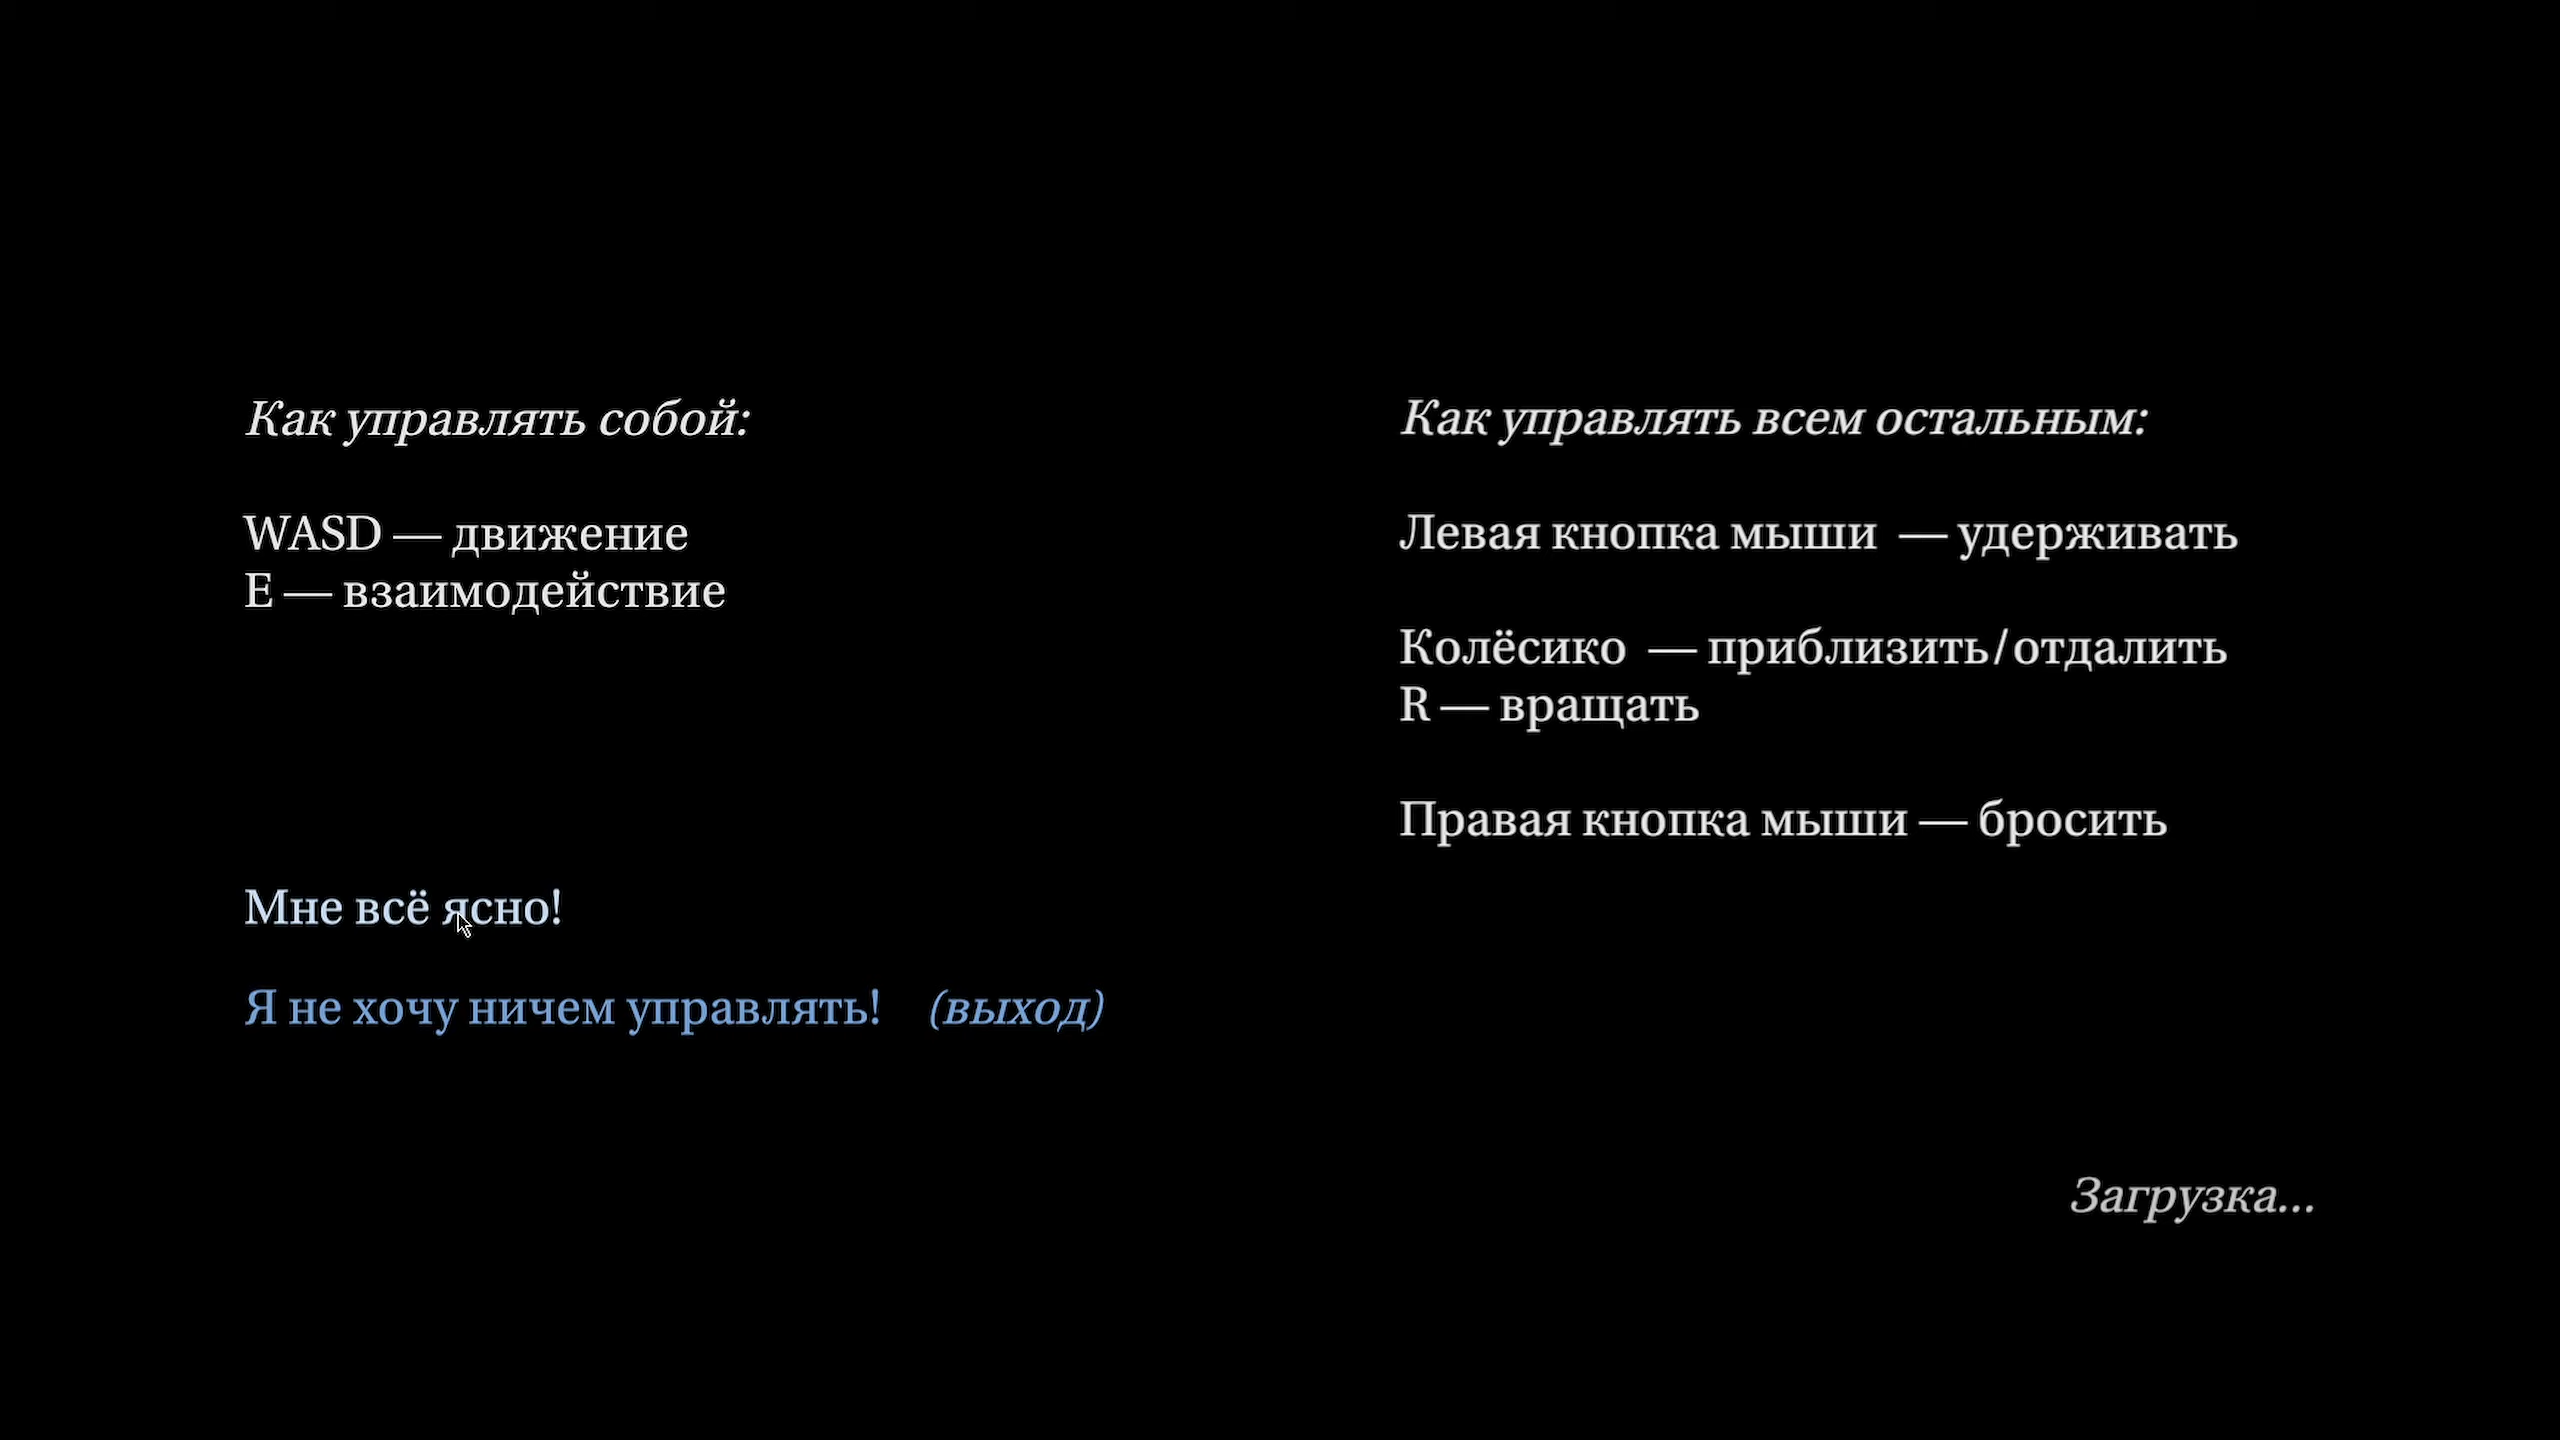 Как управлять собой:
WASD — движение
E — взаимодействие
Мне всё ясно!
Я не хочу ничем управлять! (выход)
Как управлять всем остальным:
Левая кнопка мыши — удерживать
Колёсико — приблизить/отдалить
R — вращать
Правая кнопка мыши — бросить
Загрузка...